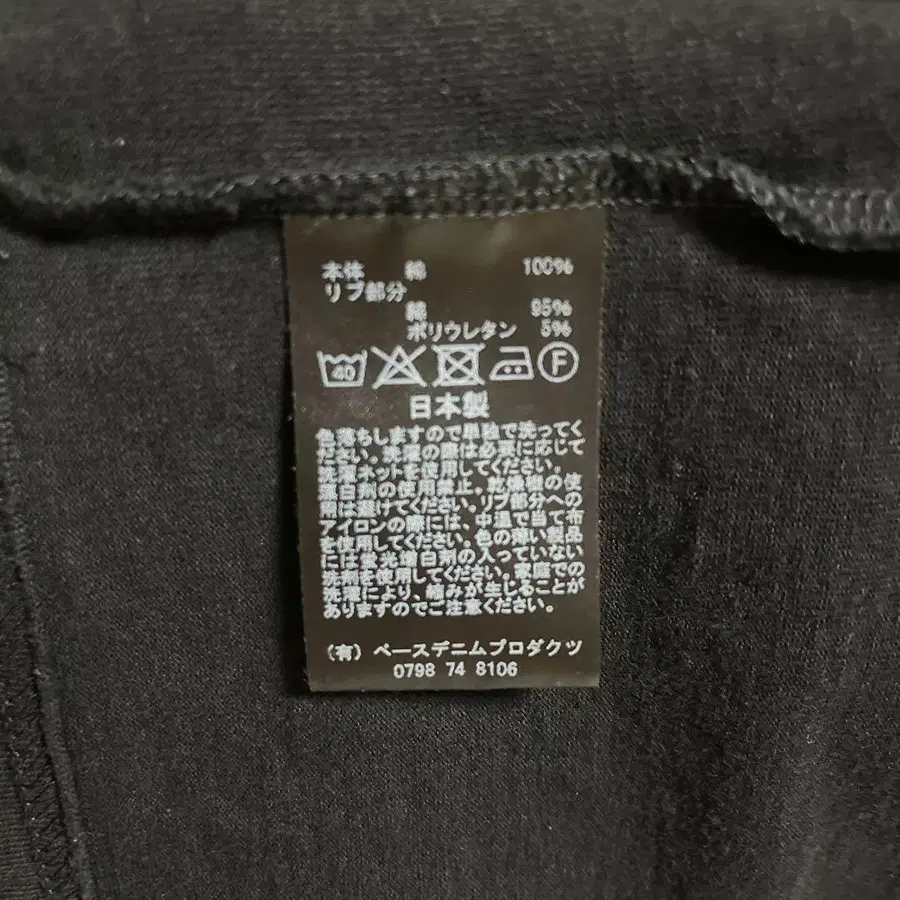 本体 綿 100%
リブ部分
綿 95%
ポリウレタン 5%
40 F
日本製
色落ちしますので単独で洗ってく
ださい。洗濯の際は必要に応じて
洗濯ネットを使用してください。
漂白剤の使用禁止。乾燥機の使
用は避けてください。リブ部分への
アイロンの際には、中温で当て布
を使用してください。色の薄い製品
には蛍光漂白剤の入っていない
洗剤を使用してください。家庭での
洗濯により、縮みが生じることが
ありますのでご注意ください。
(有) ベースデニムプロダクツ
0798 74 8106